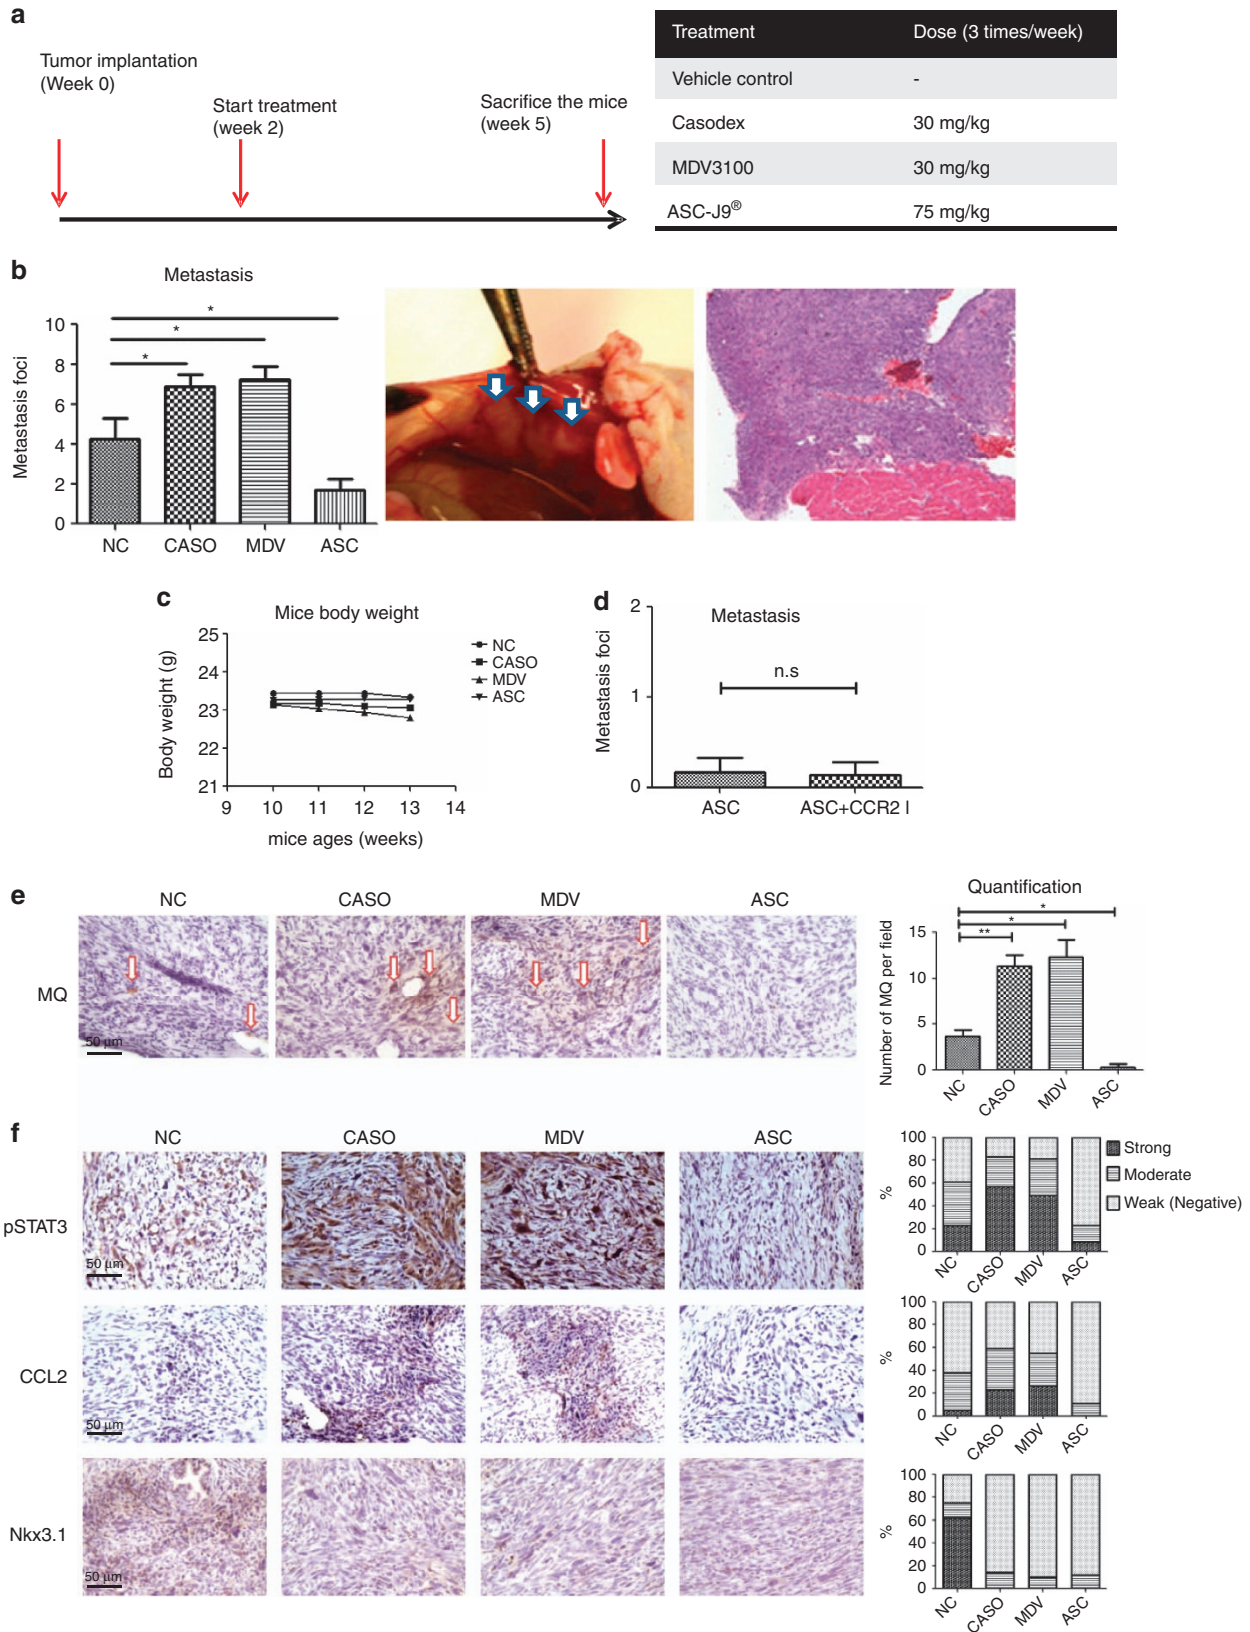 a
Tumor implantation
(Week 0)
Start treatment
(week 2)
Sacrifice the mice
(week 5)
Treatment Dose (3 times/week)
Vehicle control -
Casodex 30 mg/kg
MDV3100 30 mg/kg
ASC-J9® 75 mg/kg
b
Metastasis
Metastasis foci
10
8
6
4
2
0
*
*
*
NC CASO MDV ASC
c
Mice body weight
Body weight (g)
25
24
23
22
21
9 10 11 12 13 14
mice ages (weeks)
NC
CASO
MDV
ASC
d
Metastasis
Metastasis foci
2
1
0
n.s
ASC ASC+CCR2 I
e
NC CASO MDV ASC
MQ
50 μm
Quantification
Number of MQ per field
15
10
5
0
*
*
**
NC CASO MDV ASC
f
NC CASO MDV ASC
pSTAT3
50 μm
%
100
80
60
40
20
0
NC CASO MDV ASC
Strong
Moderate
Weak (Negative)
CCL2
50 μm
%
100
80
60
40
20
0
NC CASO MDV ASC
Nkx3.1
50 μm
%
100
80
60
40
20
0
NC CASO MDV ASC